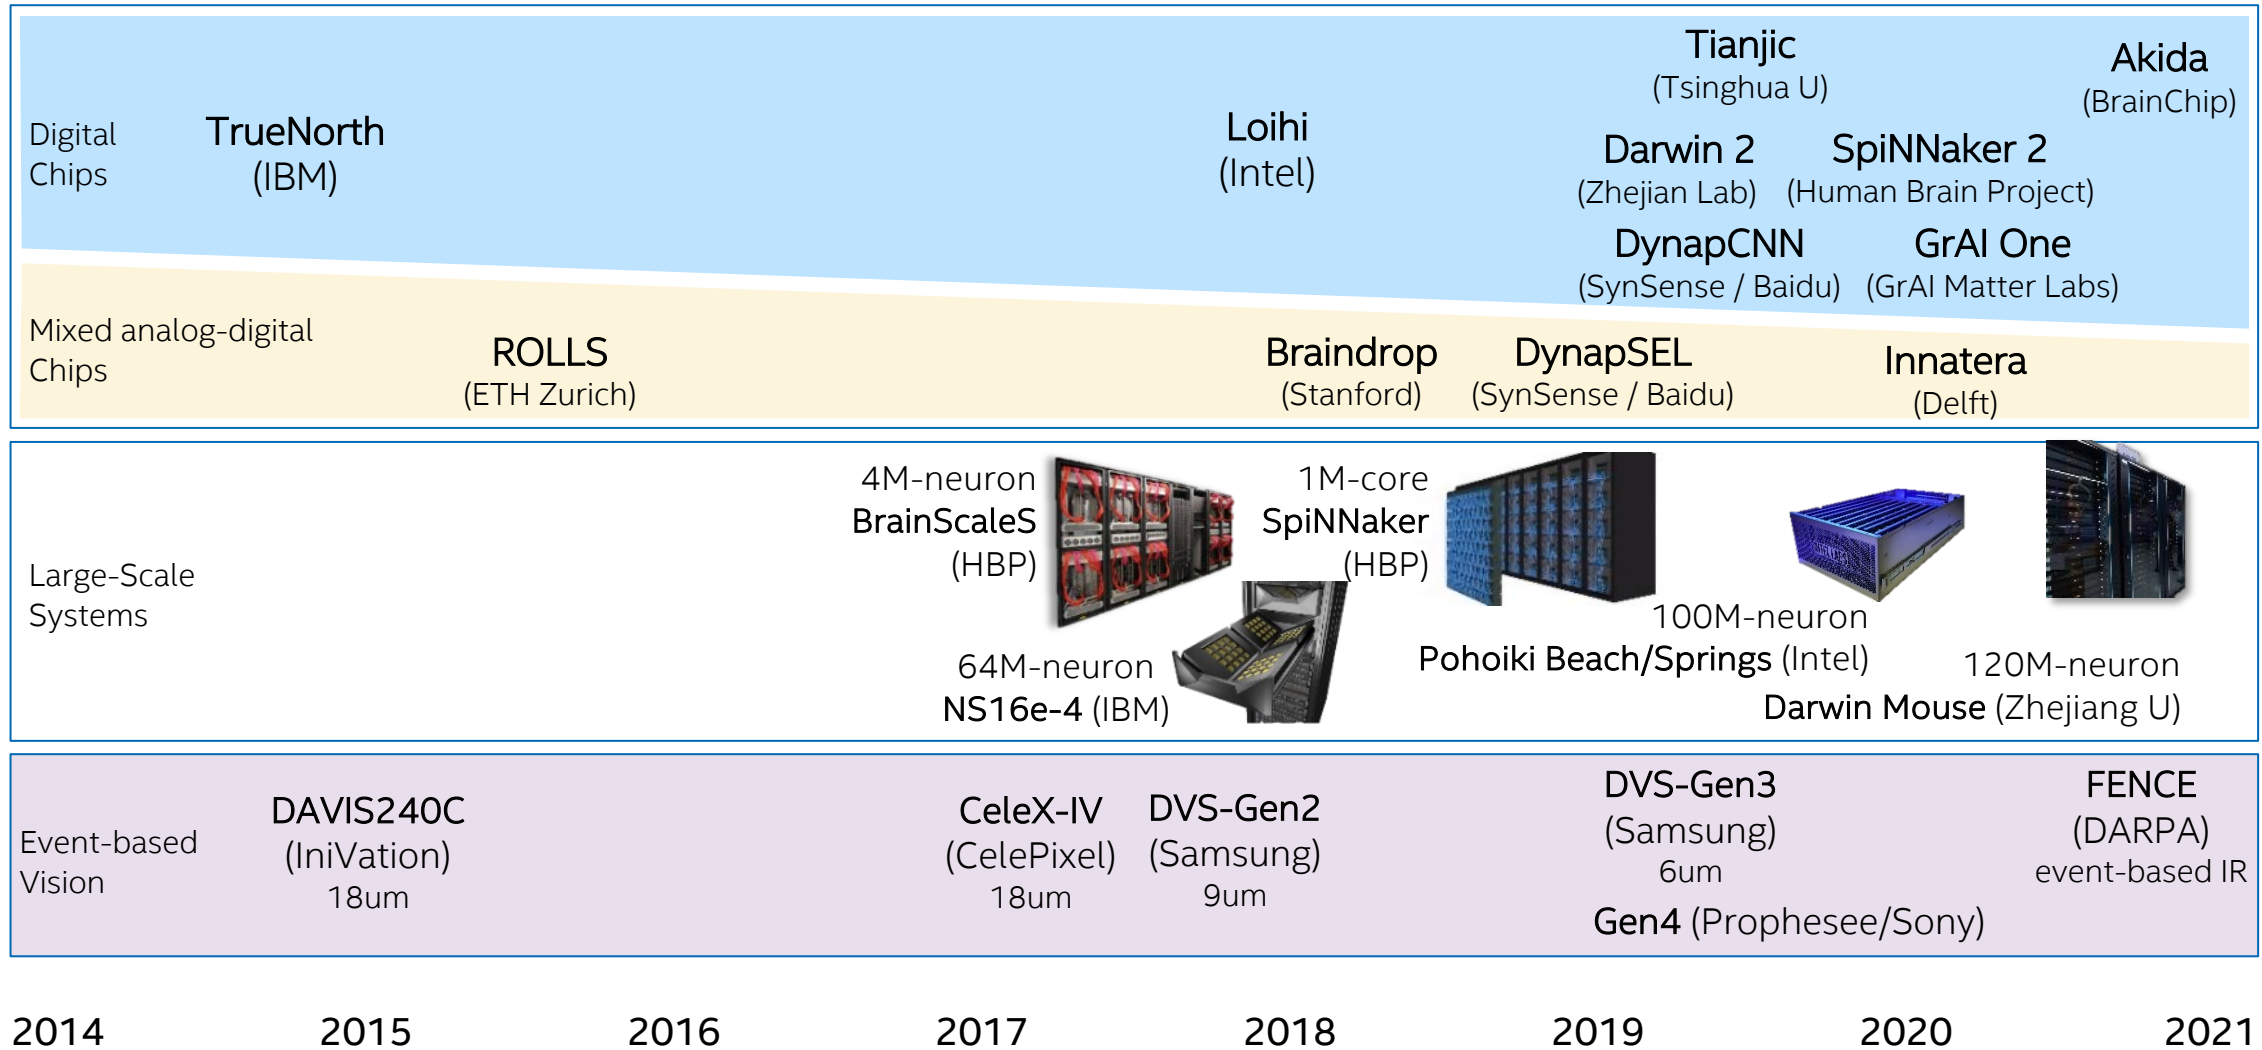 Digital
Chips
TrueNorth
(IBM)
Loihi
(Intel)
Tianjic
(Tsinghua U)
Akida
(BrainChip)
Darwin 2
(Zhejian Lab)
SpiNNaker 2
(Human Brain Project)
DynapCNN
(SynSense / Baidu)
GrAI One
(GrAI Matter Labs)
Mixed analog-digital
Chips
ROLLS
(ETH Zurich)
Braindrop
(Stanford)
DynapSEL
(SynSense / Baidu)
Innatera
(Delft)
Large-Scale
Systems
4M-neuron
BrainScaleS
(HBP)
64M-neuron
NS16e-4 (IBM)
1M-core
SpiNNaker
(HBP)
100M-neuron
Pohoiki Beach/Springs (Intel)
120M-neuron
Darwin Mouse (Zhejiang U)
Event-based
Vision
DAVIS240C
(IniVation)
18um
CeleX-IV
(CelePixel)
18um
DVS-Gen2
(Samsung)
9um
DVS-Gen3
(Samsung)
6um
Gen4 (Prophesee/Sony)
FENCE
(DARPA)
event-based IR
2014
2015
2016
2017
2018
2019
2020
2021